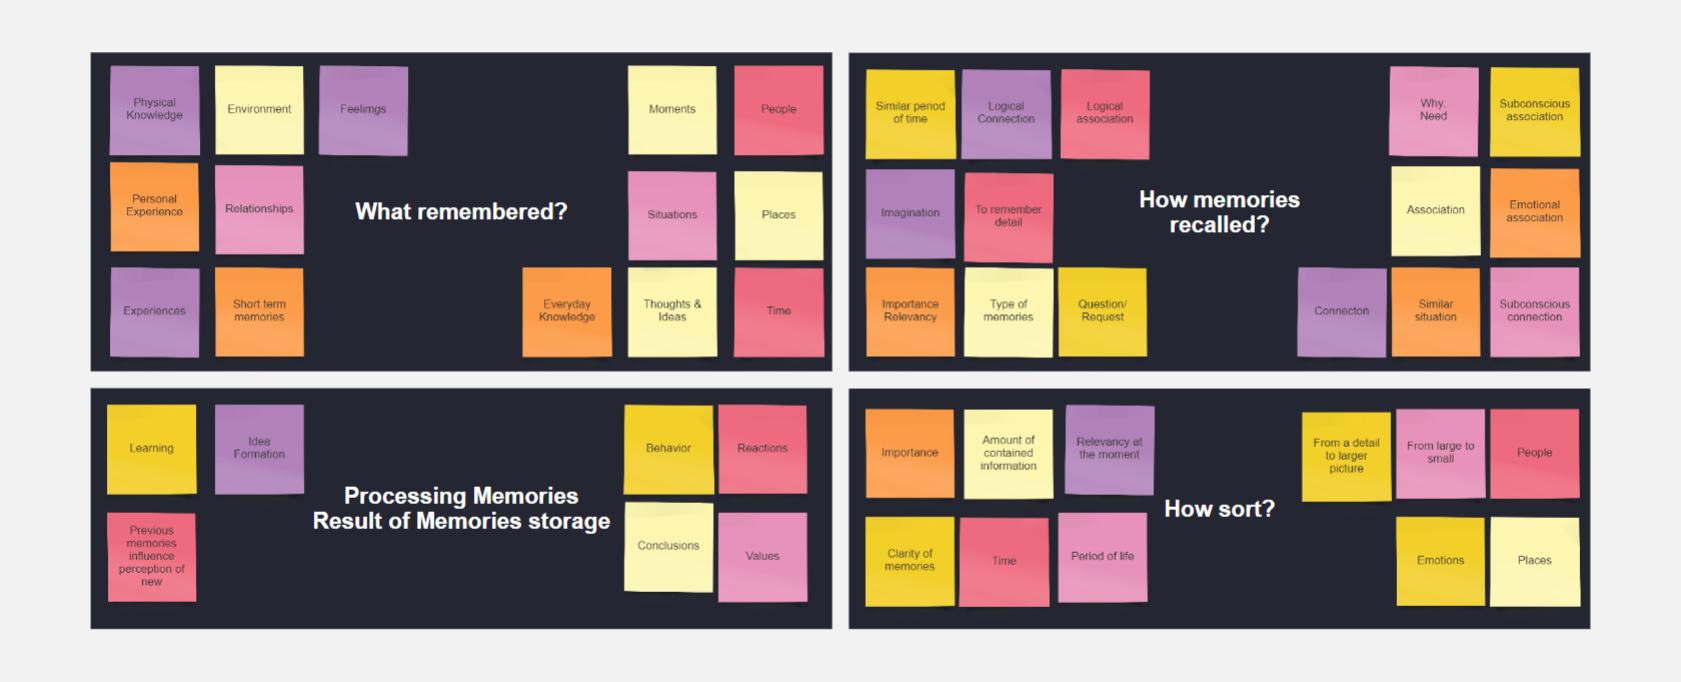 Physical
Knowledge
Environment
Feelimgs
Moments
People
Personal
Experience
Relationships
What remembered?
Situations
Places
Experiences
Short term
memories
Everyday
Knowledge
Thoughts &
Ideas
Time
Similar period
of time
Logical
Connection
Logical
association
Why:
Need
Subconscious
association
Imagination
To remember
detail
How memories
recalled?
Association
Emotional
association
Importance
Relevancy
Type of
memories
Question/
Request
Connecton
Similar
situation
Subconscious
connection
Learning
Idea
Formation
Behavior
Reactions
Processing Memories
Result of Memories storage
Previous
memories
influence
perception of
new
Conclusions
Values
Importance
Amount of
contained
information
Relevancy at
the moment
From a detail
to larger
picture
From large to
small
People
How sort?
Clarity of
memories
Time
Period of life
Emotions
Places